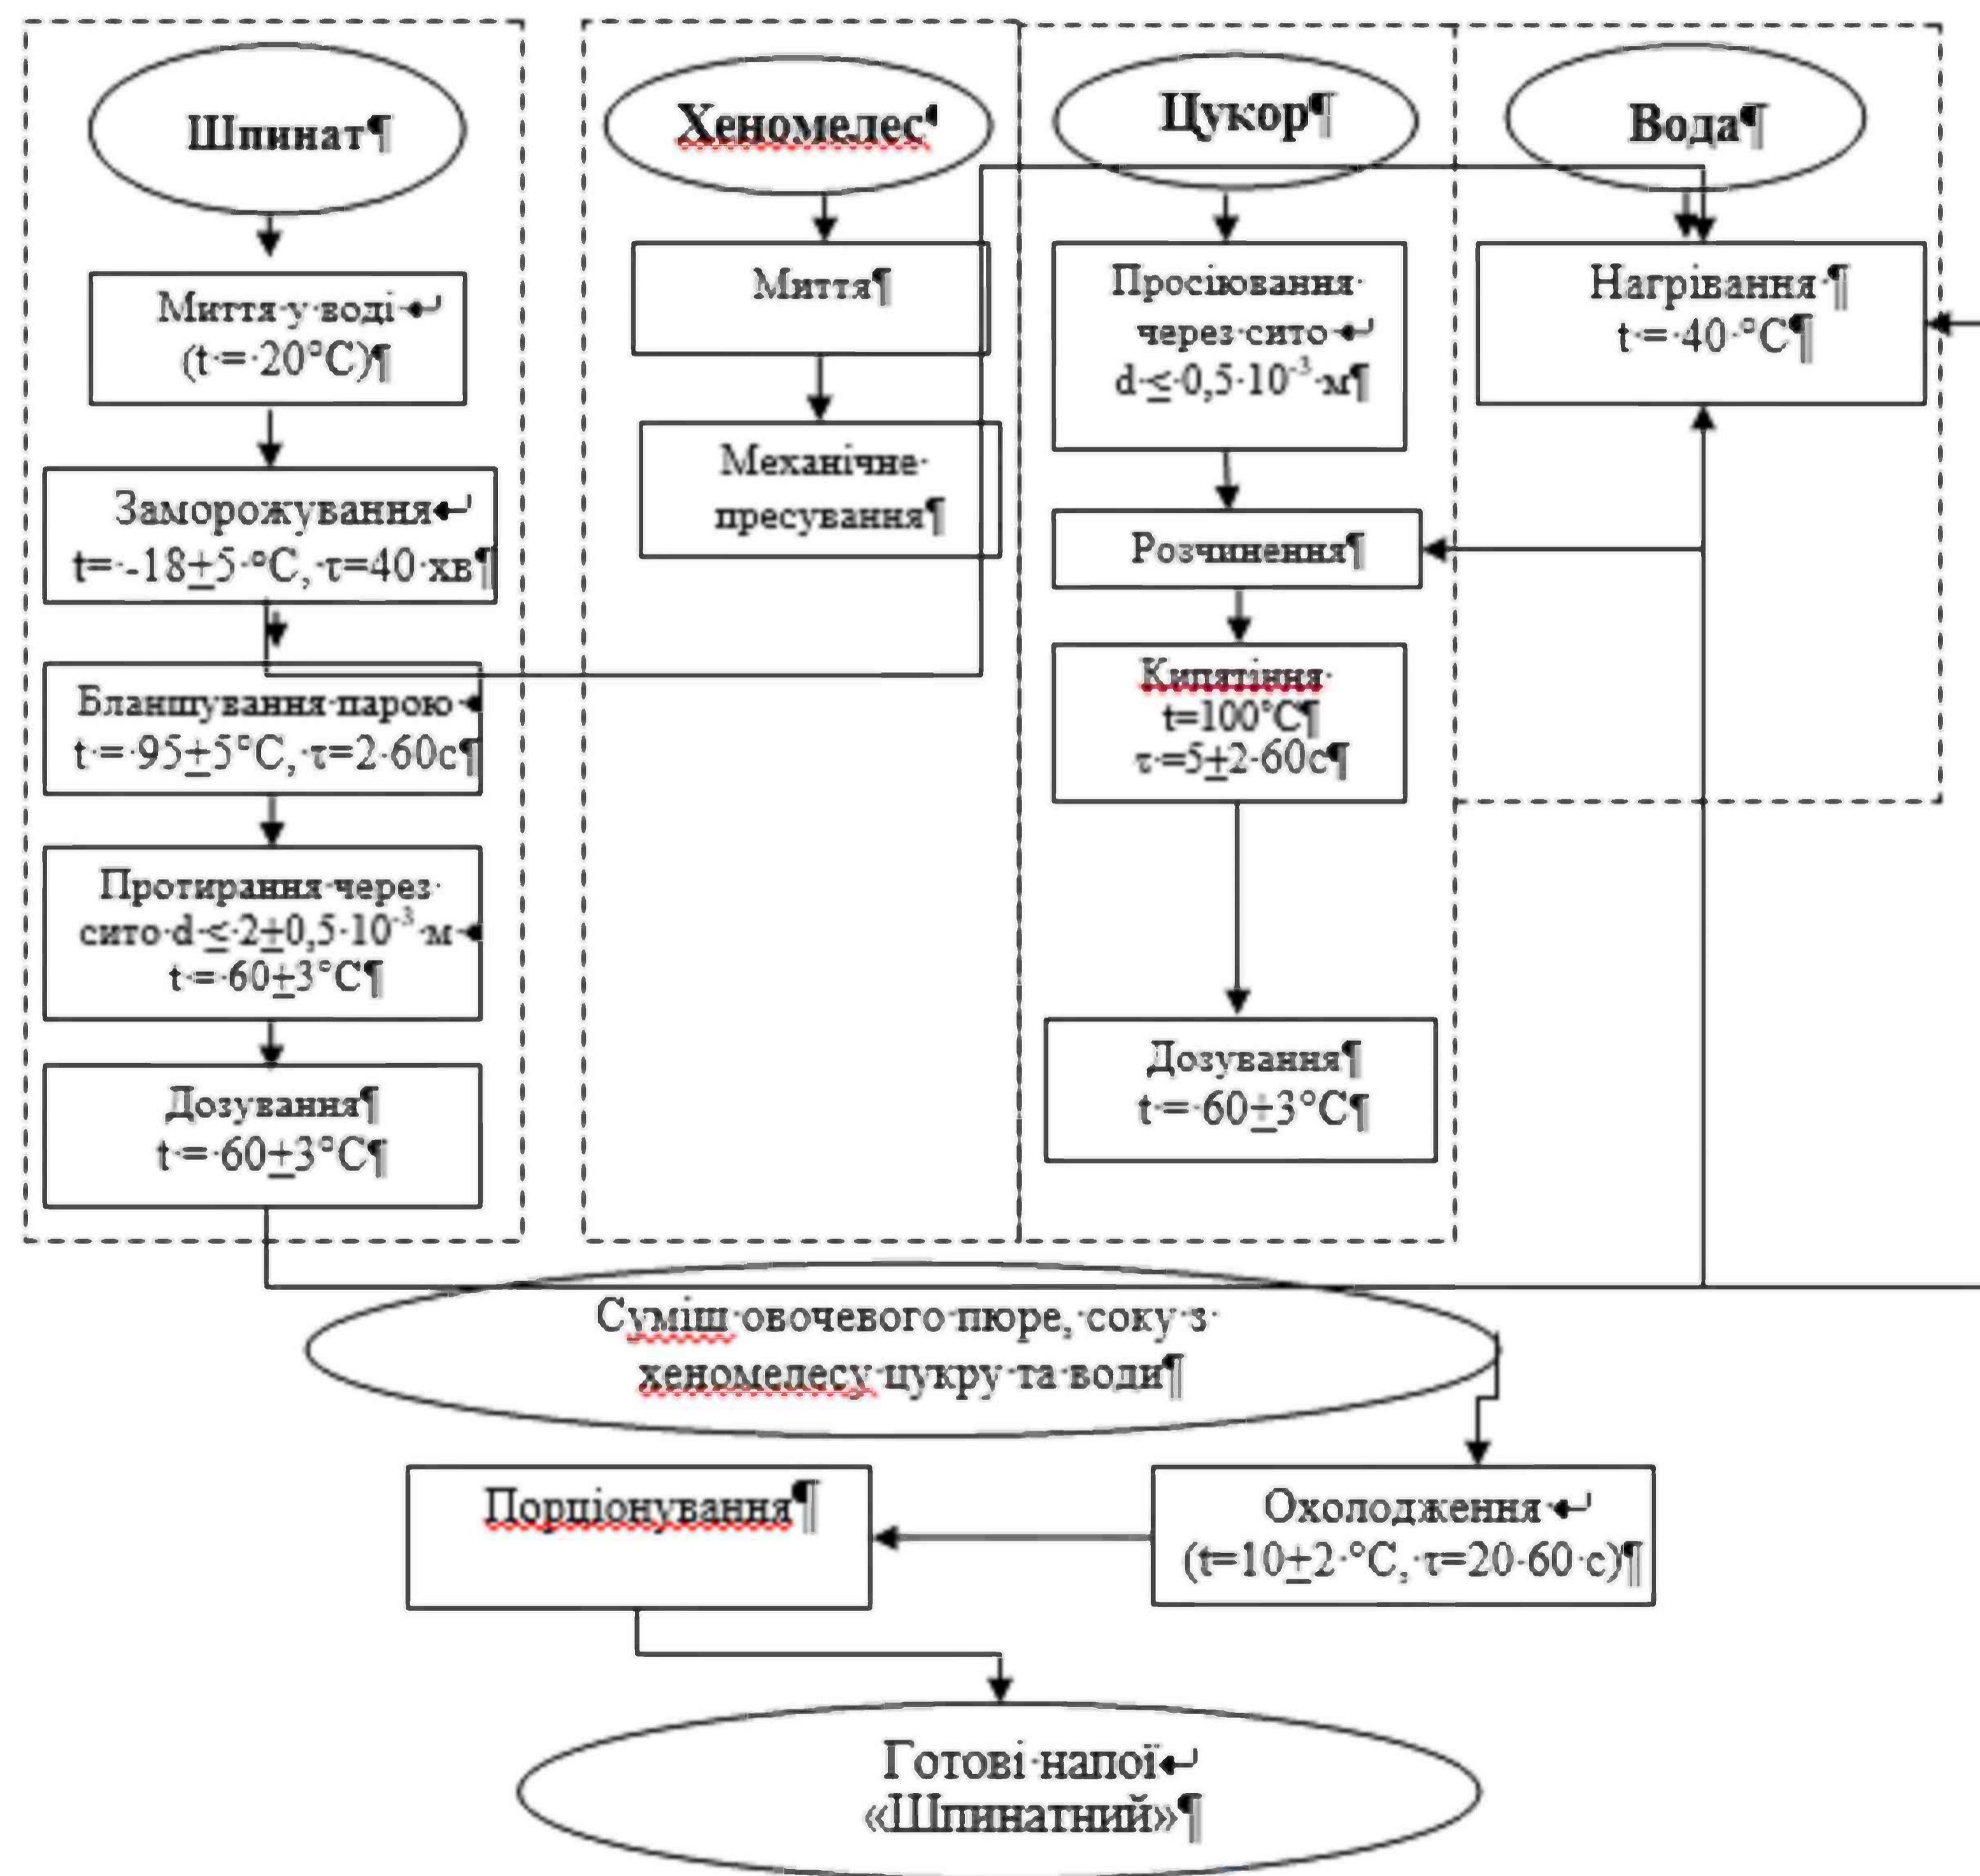 Шпинат¶
Хеномелес¶
Цукор¶
Вода¶
Миття·у·воді·↵
(t·=·20°C)¶
Заморожування↵
t=·-18±5·°C,·τ=40·хв¶
Бланшування·парою·
t·=·95±5°C,·τ=2·60с¶
Протирання·через·
сито·d·≤·2±0,5·10⁻³·м·
t·=·60±3°C¶
Дозування¶
t·=·60±3°C¶
Миття¶
Механічне·
пресування¶
Просіювання·
через·сито·↵
d·≤·0,5·10⁻³·м¶
Розчинення¶
Кипятіння·
t=100°C¶
τ·=5±2·60с¶
Дозування¶
t·=·60±3°C¶
Нагрівання·¶
t·=·40·°C¶
Суміш·овочевого·пюре,·соку·з·
хеномелесу·цукру·та·води¶
Порціонування¶
Охолодження·↵
(t=10±2·°C,·τ=20·60·с)¶
Готові·напої↵
«Шпинатний»¶